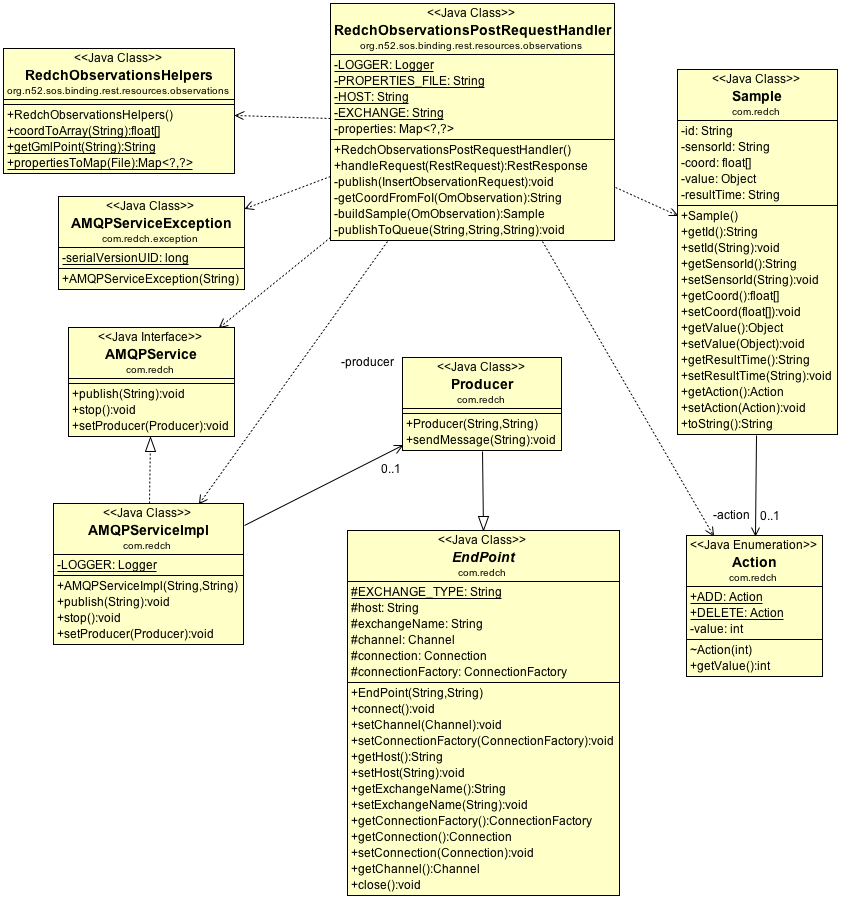 <<Java Class>>
RedchObservationsPostRequestHandler
org.n52.sos.binding.rest.resources.observations
-LOGGER: Logger
-PROPERTIES_FILE: String
-HOST: String
-EXCHANGE: String
-properties: Map<?,?>
+RedchObservationsPostRequestHandler()
+handleRequest(RestRequest):RestResponse
-publish(InsertObservationRequest):void
-getCoordFromFoI(OmObservation):String
-buildSample(OmObservation):Sample
-publishToQueue(String,String,String):void
<<Java Class>>
RedchObservationsHelpers
org.n52.sos.binding.rest.resources.observations
+RedchObservationsHelpers()
+coordToArray(String):float[]
+getGmlPoint(String):String
+propertiesToMap(File):Map<?,?>
<<Java Class>>
Sample
com.redch
-id: String
-sensorId: String
-coord: float[]
-value: Object
-resultTime: String
+Sample()
+getId():String
+setId(String):void
+getSensorId():String
+setSensorId(String):void
+getCoord():float[]
+setCoord(float[]):void
+getValue():Object
+setValue(Object):void
+getResultTime():String
+setResultTime(String):void
+getAction():Action
+setAction(Action):void
+toString():String
<<Java Class>>
AMQPServiceException
com.redch.exception
-serialVersionUID: long
+AMQPServiceException(String)
<<Java Interface>>
AMQPService
com.redch
+publish(String):void
+stop():void
+setProducer(Producer):void
-producer
0..1
<<Java Class>>
Producer
com.redch
+Producer(String,String)
+sendMessage(String):void
<<Java Class>>
AMQPServiceImpl
com.redch
-LOGGER: Logger
+AMQPServiceImpl(String,String)
+publish(String):void
+stop():void
+setProducer(Producer):void
<<Java Class>>
EndPoint
com.redch
#EXCHANGE_TYPE: String
#host: String
#exchangeName: String
#channel: Channel
#connection: Connection
#connectionFactory: ConnectionFactory
+EndPoint(String,String)
+connect():void
+setChannel(Channel):void
+setConnectionFactory(ConnectionFactory):void
+getHost():String
+setHost(String):void
+getExchangeName():String
+setExchangeName(String):void
+getConnectionFactory():ConnectionFactory
+getConnection():Connection
+setConnection(Connection):void
+getChannel():Channel
+close():void
-action
0..1
<<Java Enumeration>>
Action
com.redch
+ADD: Action
+DELETE: Action
-value: int
~Action(int)
+getValue():int